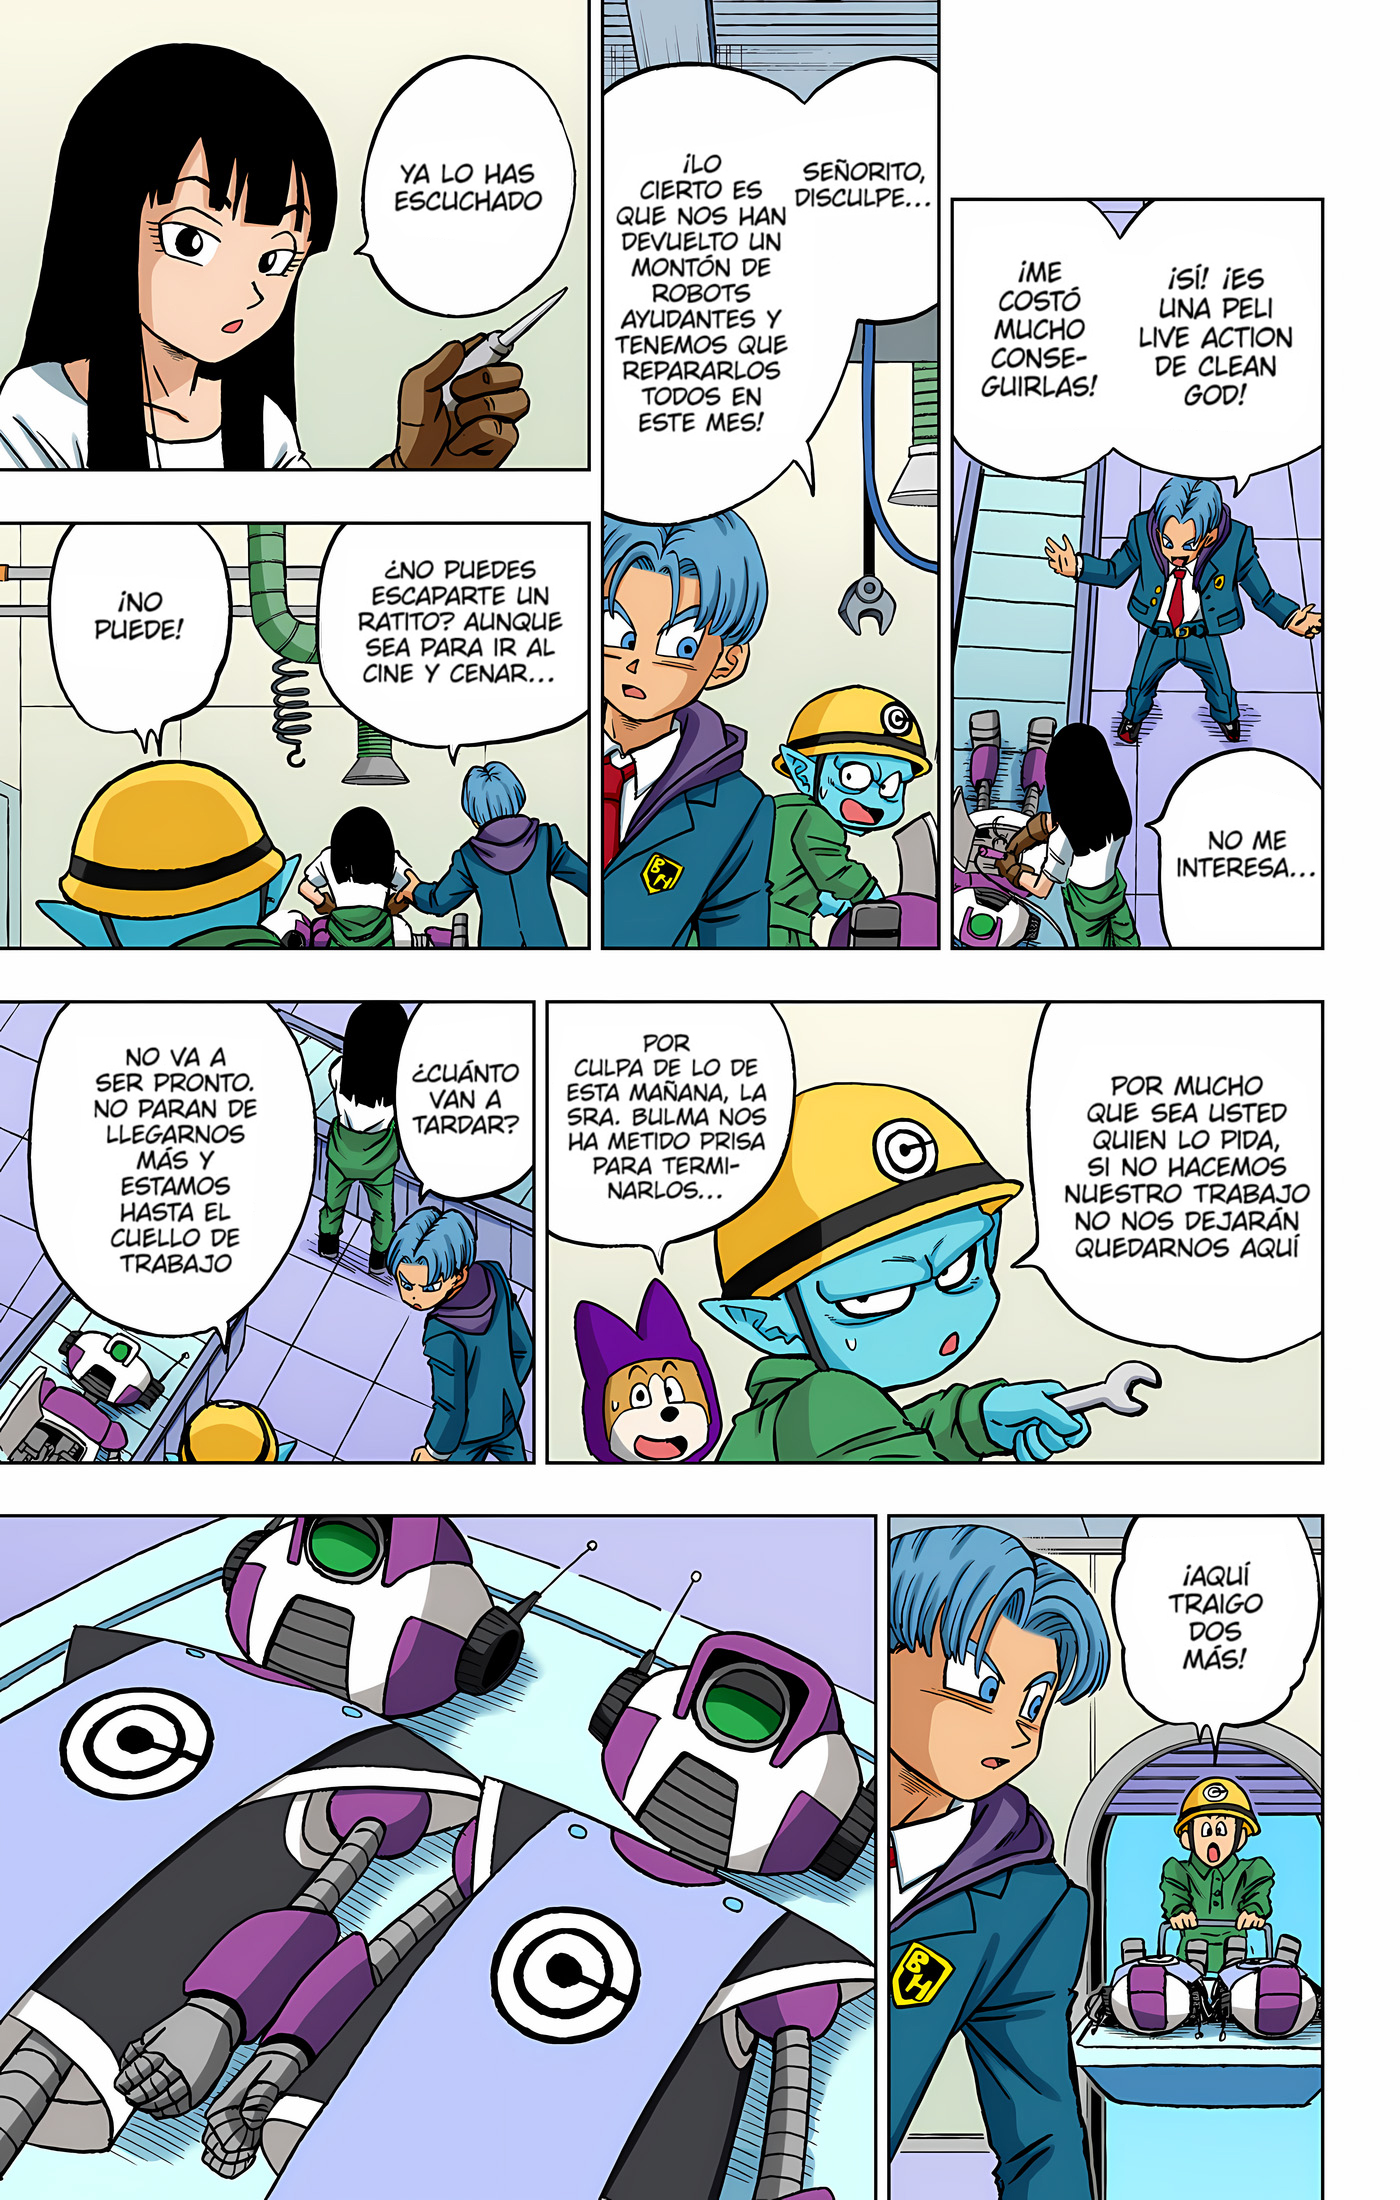 ¡SÍ! ¡ES
UNA PELI
LIVE ACTION
DE CLEAN
GOD!
¡ME
COSTÓ
MUCHO
CONSE-
GUIRLAS!
NO ME
INTERESA...
SEÑORITO,
DISCULPE...
¡LO
CIERTO ES
QUE NOS HAN
DEVUELTO UN
MONTÓN DE
ROBOTS
AYUDANTES Y
TENEMOS QUE
REPARARLOS
TODOS EN
ESTE MES!
BH
YA LO HAS
ESCUCHADO
¿NO PUEDES
ESCAPARTE UN
RATITO? AUNQUE
SEA PARA IR AL
CINE Y CENAR...
¡NO
PUEDE!
POR MUCHO
QUE SEA USTED
QUIEN LO PIDA,
SI NO HACEMOS
NUESTRO TRABAJO
NO NOS DEJARÁN
QUEDARNOS AQUÍ
POR
CULPA DE LO DE
ESTA MAÑANA, LA
SRA. BULMA NOS
HA METIDO PRISA
PARA TERMI-
NARLOS...
¿CUÁNTO
VAN A
TARDAR?
NO VA A
SER PRONTO.
NO PARAN DE
LLEGARNOS
MÁS Y
ESTAMOS
HASTA EL
CUELLO DE
TRABAJO
¡AQUÍ
TRAIGO
DOS
MÁS!
BH